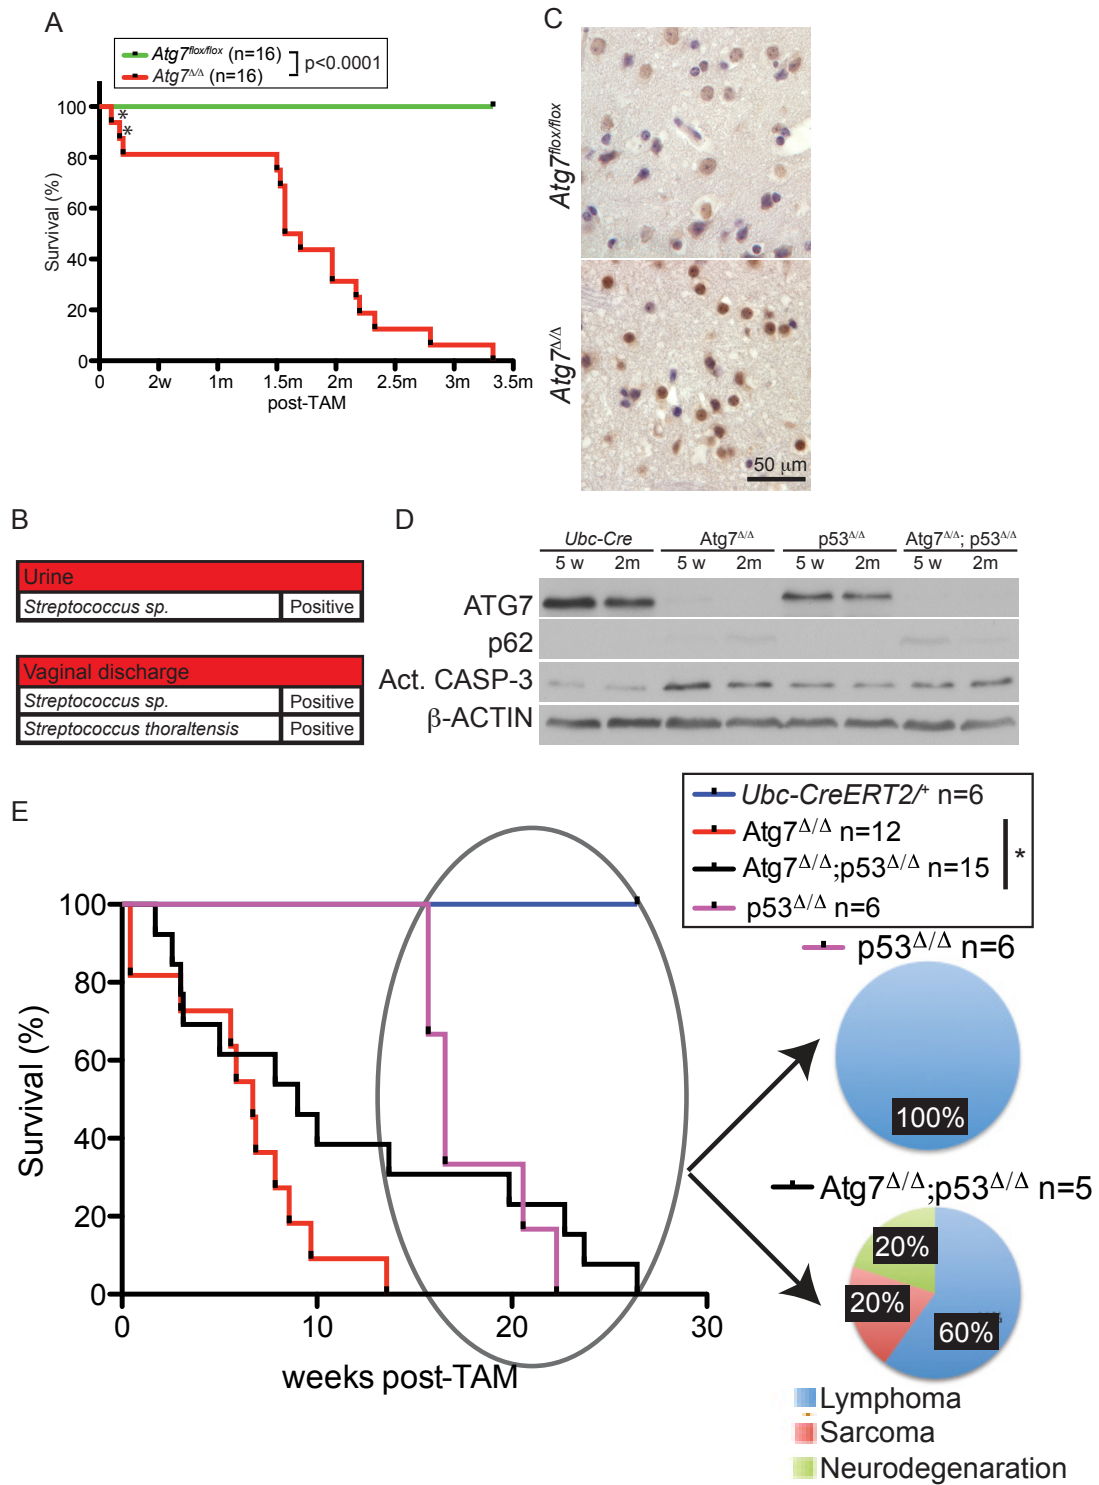 A
Atg7flox/flox (n=16)
Atg7Δ/Δ (n=16)
p<0.0001
*
*
Survival (%)
100
80
60
40
20
0
0 2w 1m 1.5m 2m 2.5m 3m 3.5m
post-TAM
C
Atg7flox/flox
Atg7Δ/Δ
50 μm
B
Urine
Streptococcus sp. Positive
Vaginal discharge
Streptococcus sp. Positive
Streptococcus thoraltensis Positive
D
Ubc-Cre Atg7Δ/Δ p53Δ/Δ Atg7Δ/Δ; p53Δ/Δ
5 w 2m 5 w 2m 5 w 2m 5 w 2m
ATG7
p62
Act. CASP-3
β-ACTIN
E
Ubc-CreERT2/+ n=6
Atg7Δ/Δ n=12
Atg7Δ/Δ;p53Δ/Δ n=15
p53Δ/Δ n=6
*
Survival (%)
100
80
60
40
20
0
0 10 20 30
weeks post-TAM
p53Δ/Δ n=6
100%
Atg7Δ/Δ;p53Δ/Δ n=5
20%
20%
60%
Lymphoma
Sarcoma
Neurodegenaration